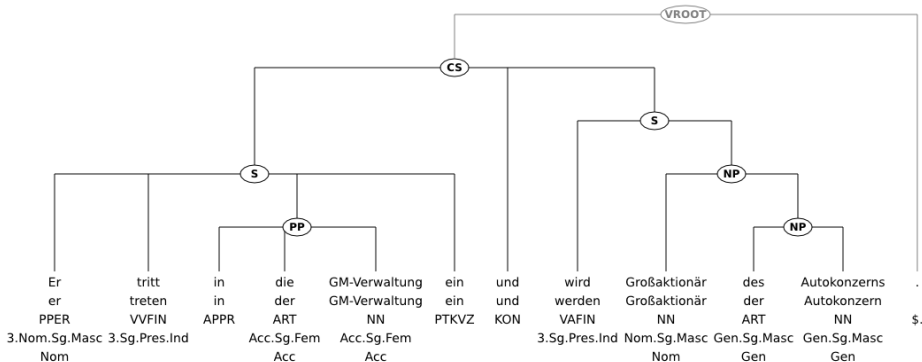 VROOT
CS
S
S
NP
PP
NP
Er tritt in die GM-Verwaltung ein und wird Großaktionär des Autokonzerns .
er treten in der GM-Verwaltung ein und werden Großaktionär der Autokonzern
PPER VVFIN APPR ART NN PTKVZ KON VAFIN NN ART NN $.
3.Nom.Sg.Masc 3.Sg.Pres.Ind Acc.Sg.Fem Acc.Sg.Fem 3.Sg.Pres.Ind Nom.Sg.Masc Gen.Sg.Masc Gen.Sg.Masc
Nom Acc Acc Nom Gen Gen